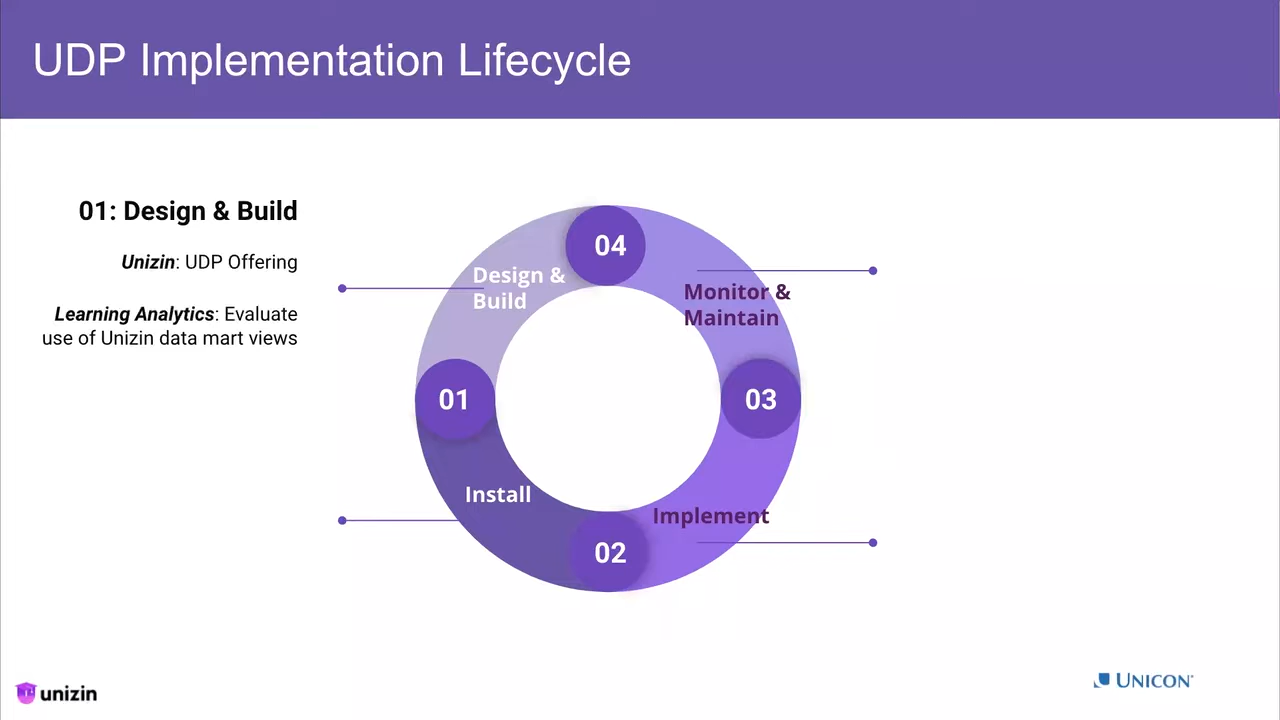 UDP Implementation Lifecycle
01: Design & Build
Unizin: UDP Offering
Learning Analytics: Evaluate
use of Unizin data mart views
04
Design &
Build
Monitor &
Maintain
01
03
Install
Implement
02
unizin
UNICON